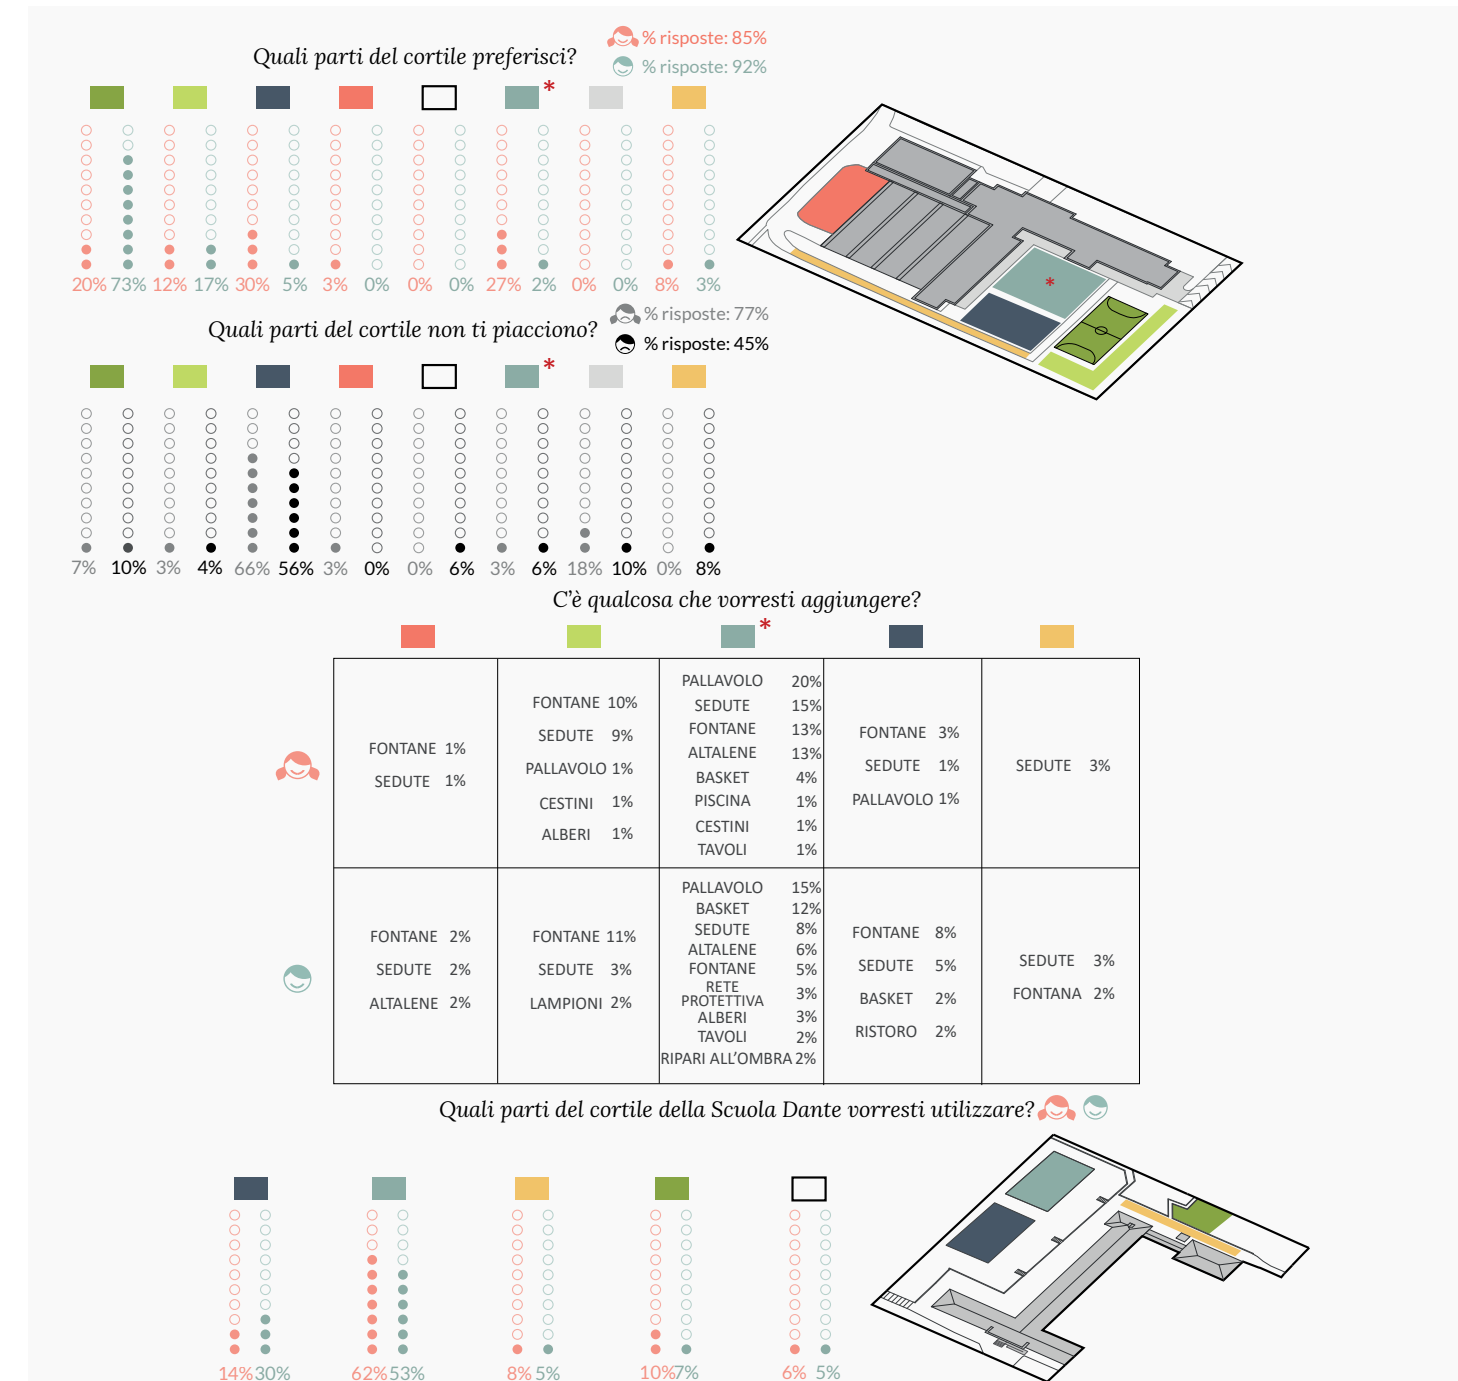 Quali parti del cortile preferisci?
% risposte: 85%
% risposte: 92%
*
20% 73% 12% 17% 30% 5% 3% 0% 0% 0% 27% 2% 0% 0% 8% 3%
*
Quali parti del cortile non ti piacciono?
% risposte: 77%
% risposte: 45%
*
7% 10% 3% 4% 66% 56% 3% 0% 0% 6% 3% 6% 18% 10% 0% 8%
C'è qualcosa che vorresti aggiungere?
*
FONTANE 1%
SEDUTE 1%
FONTANE 10%
SEDUTE 9%
PALLAVOLO 1%
CESTINI 1%
ALBERI 1%
PALLAVOLO 20%
SEDUTE 15%
FONTANE 13%
ALTALENE 13%
BASKET 4%
PISCINA 1%
CESTINI 1%
TAVOLI 1%
FONTANE 3%
SEDUTE 1%
PALLAVOLO 1%
SEDUTE 3%
FONTANE 2%
SEDUTE 2%
ALTALENE 2%
FONTANE 11%
SEDUTE 3%
LAMPIONI 2%
PALLAVOLO 15%
BASKET 12%
SEDUTE 8%
ALTALENE 6%
FONTANE 5%
RETE
PROTETTIVA 3%
ALBERI 3%
TAVOLI 2%
RIPARI ALL'OMBRA 2%
FONTANE 8%
SEDUTE 5%
BASKET 2%
RISTORO 2%
SEDUTE 3%
FONTANA 2%
Quali parti del cortile della Scuola Dante vorresti utilizzare?
14% 30% 62% 53% 8% 5% 10% 7% 6% 5%